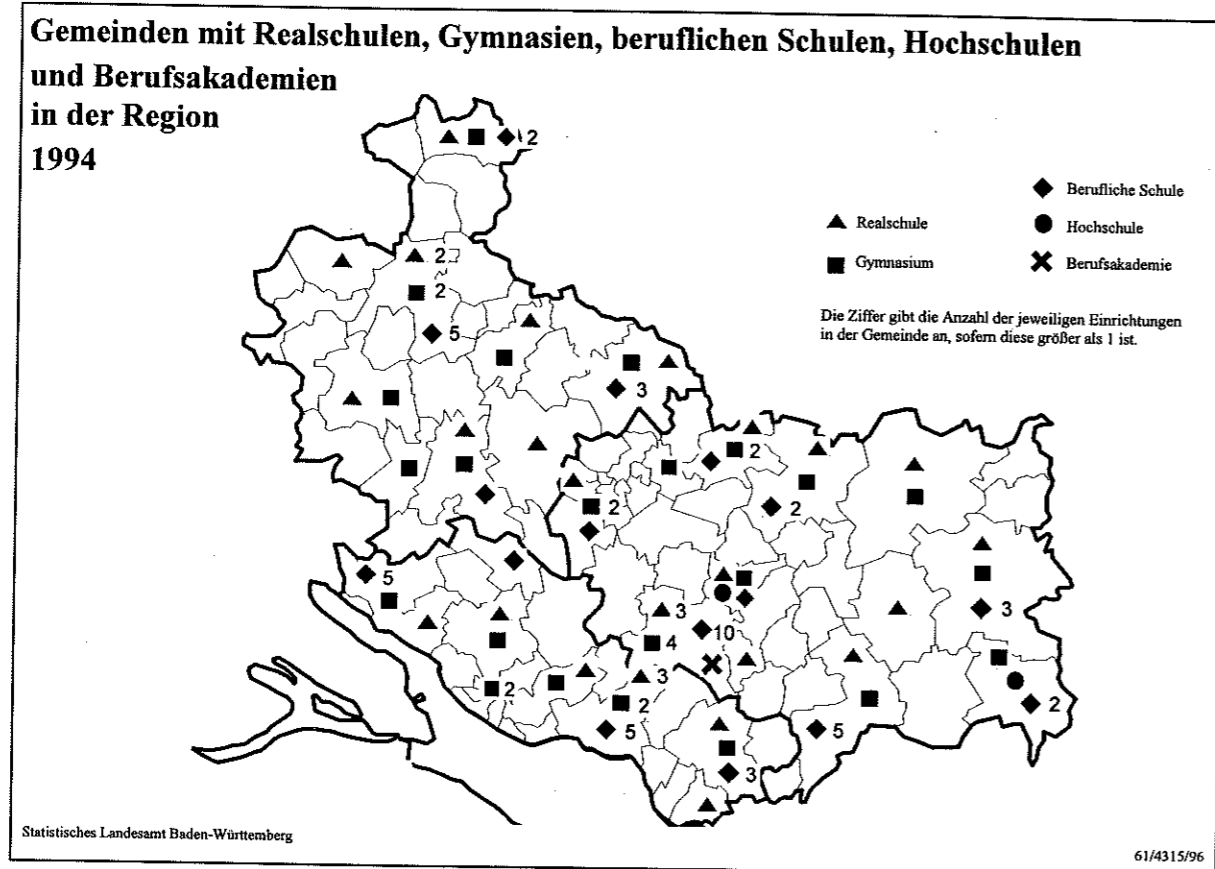 Gemeinden mit Realschulen, Gymnasien, beruflichen Schulen, Hochschulen
und Berufsakademien
in der Region
1994
2
Berufliche Schule
Realschule
Hochschule
Gymnasium
Berufsakademie
Die Ziffer gibt die Anzahl der jeweiligen Einrichtungen
in der Gemeinde an, sofern diese größer als 1 ist.
2
2
5
3
2
2
2
5
3
3
10
4
3
2
2
2
5
5
3
Statistisches Landesamt Baden-Württemberg
61/4315/96